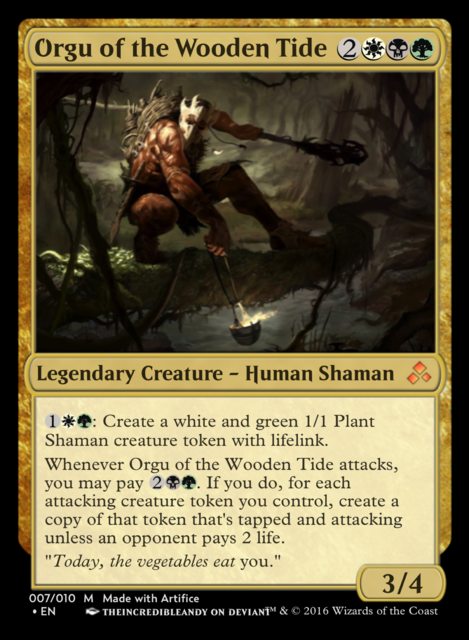 Orgu of the Wooden Tide 2
Legendary Creature – Human Shaman
1: Create a white and green 1/1 Plant
Shaman creature token with lifelink.
Whenever Orgu of the Wooden Tide attacks,
you may pay 2. If you do, for each
attacking creature token you control, create a
copy of that token that's tapped and attacking
unless an opponent pays 2 life.
"Today, the vegetables eat you."
3/4
007/010 M Made with Artifice
• EN THEINCREDIBLEANDY ON DEVIANT™ & © 2016 Wizards of the Coast